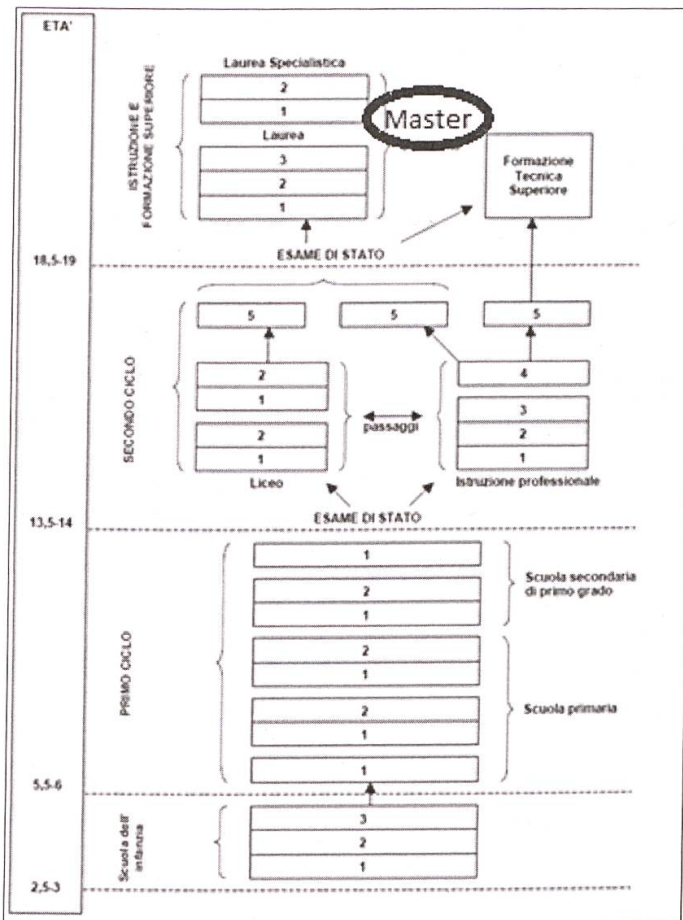 ETA'
Laurea Specialistica
2
1
Master
Laurea
3
2
1
ISTRUZIONE E
FORMAZIONE SUPERIORE
Formazione
Tecnica
Superiore
ESAME DI STATO
18,5-19
5
5
5
2
1
2
1
Liceo
passaggi
4
3
2
1
Istruzione professionale
SECONDO CICLO
ESAME DI STATO
13,5-14
1
2
1
Scuola secondaria
di primo grado
2
1
2
1
1
Scuola primaria
PRIMO CICLO
5,5-6
3
2
1
Scuola dell'
infanzia
2,5-3